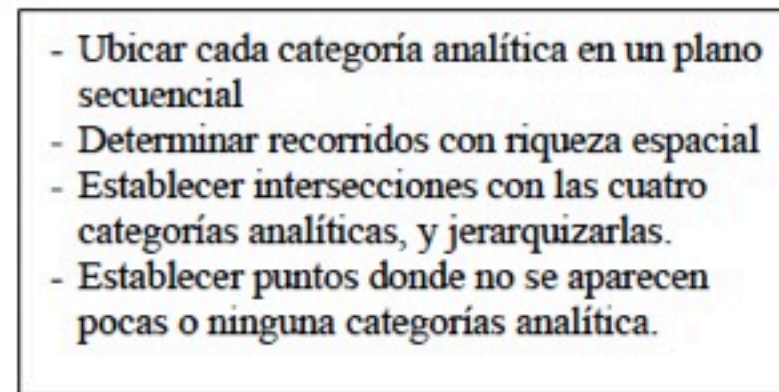 - Ubicar cada categoría analítica en un plano
secuencial
- Determinar recorridos con riqueza espacial
- Establecer intersecciones con las cuatro
categorías analíticas, y jerarquizarlas.
- Establecer puntos donde no se aparecen
pocas o ninguna categorías analítica.